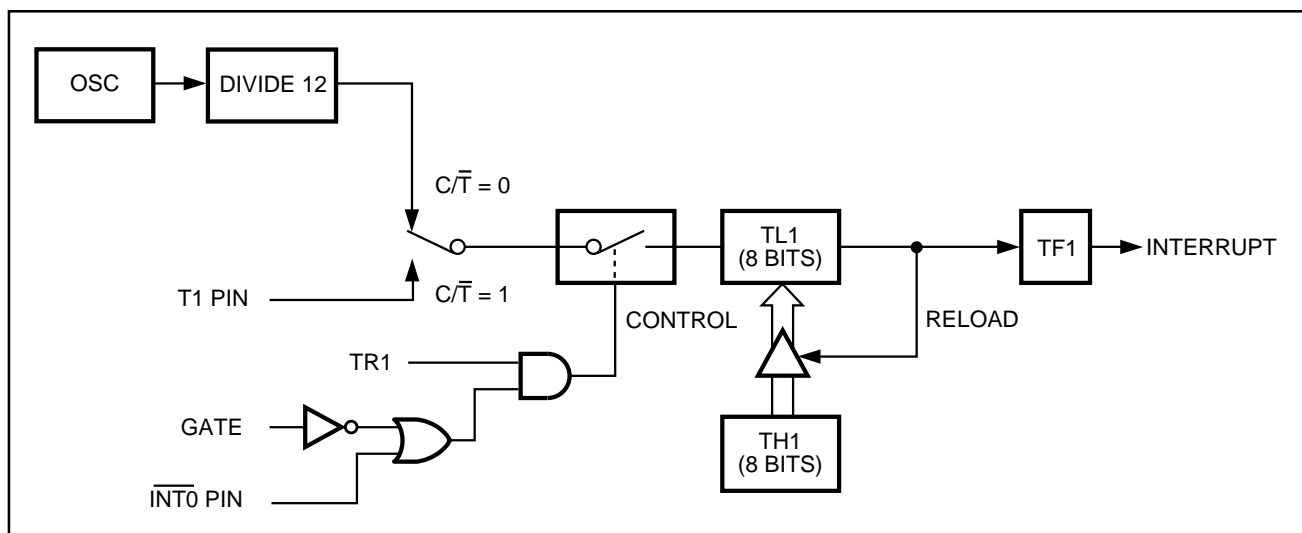 OSC
DIVIDE 12
C/T̅ = 0
TL1
(8 BITS)
TF1
INTERRUPT
T1 PIN
C/T̅ = 1
CONTROL
RELOAD
TR1
GATE
TH1
(8 BITS)
I̅N̅T̅0̅ PIN